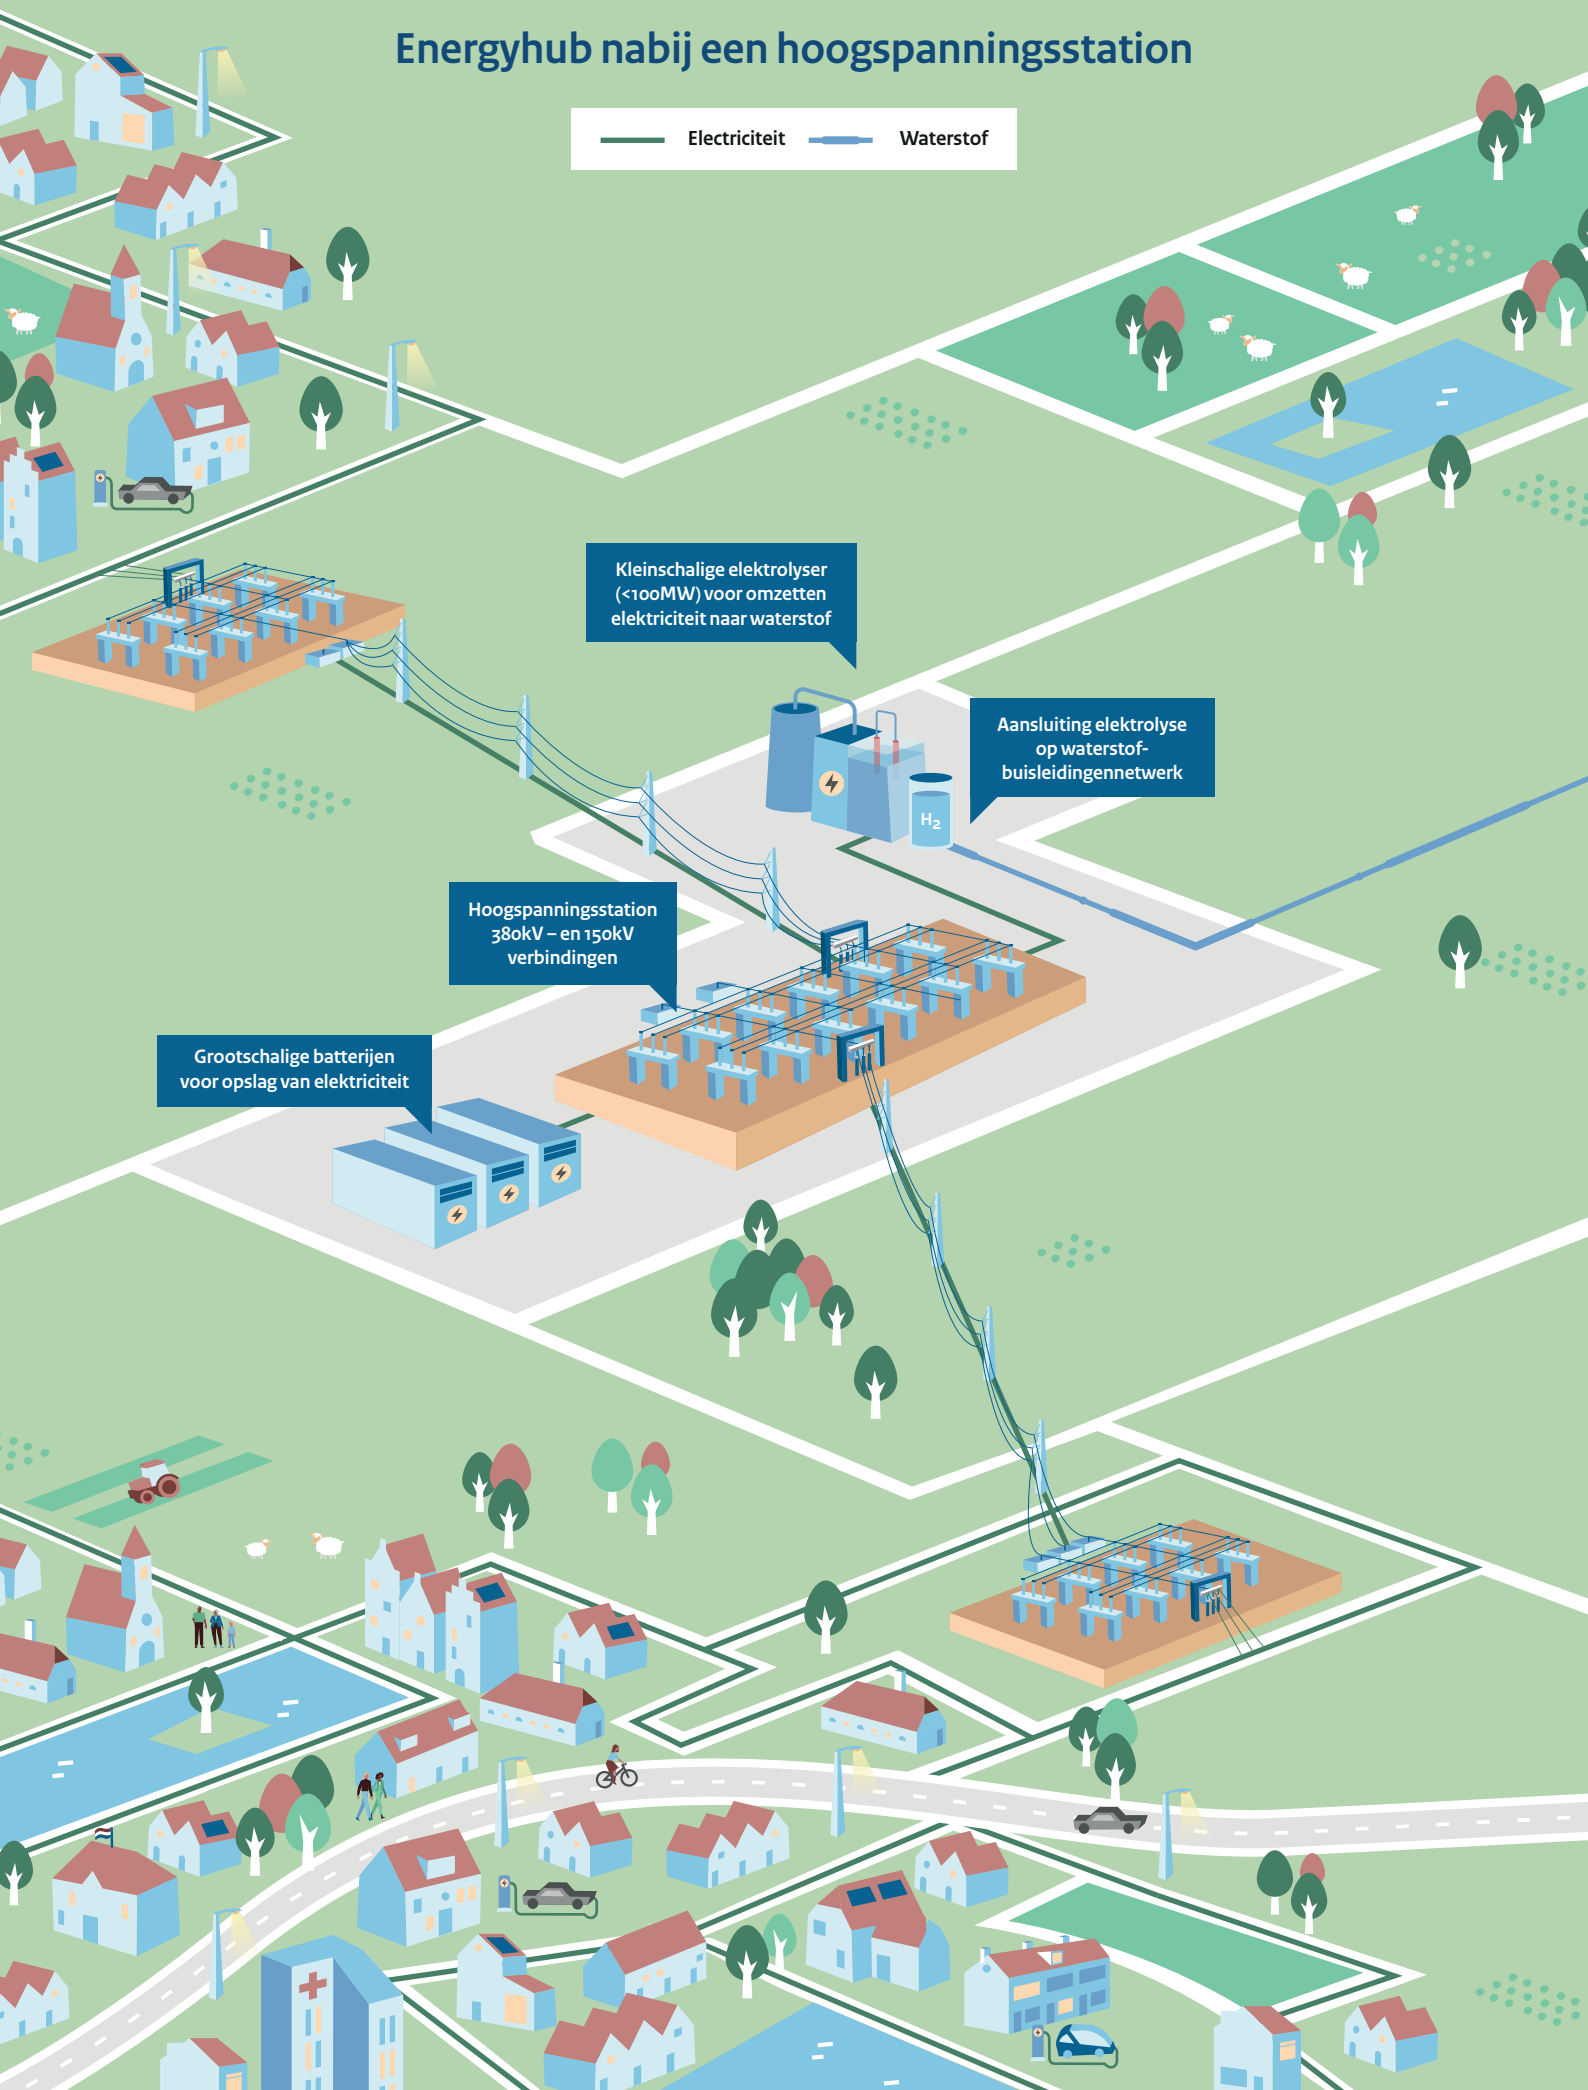 Energyhub nabij een hoogspanningsstation
Electriciteit
Waterstof
Kleinschalige elektrolyser
(<100MW) voor omzetten
elektriciteit naar waterstof
Aansluiting elektrolyse
op waterstof-
buisleidingennetwerk
H₂
Hoogspanningsstation
380kV – en 150kV
verbindingen
Grootschalige batterijen
voor opslag van elektriciteit